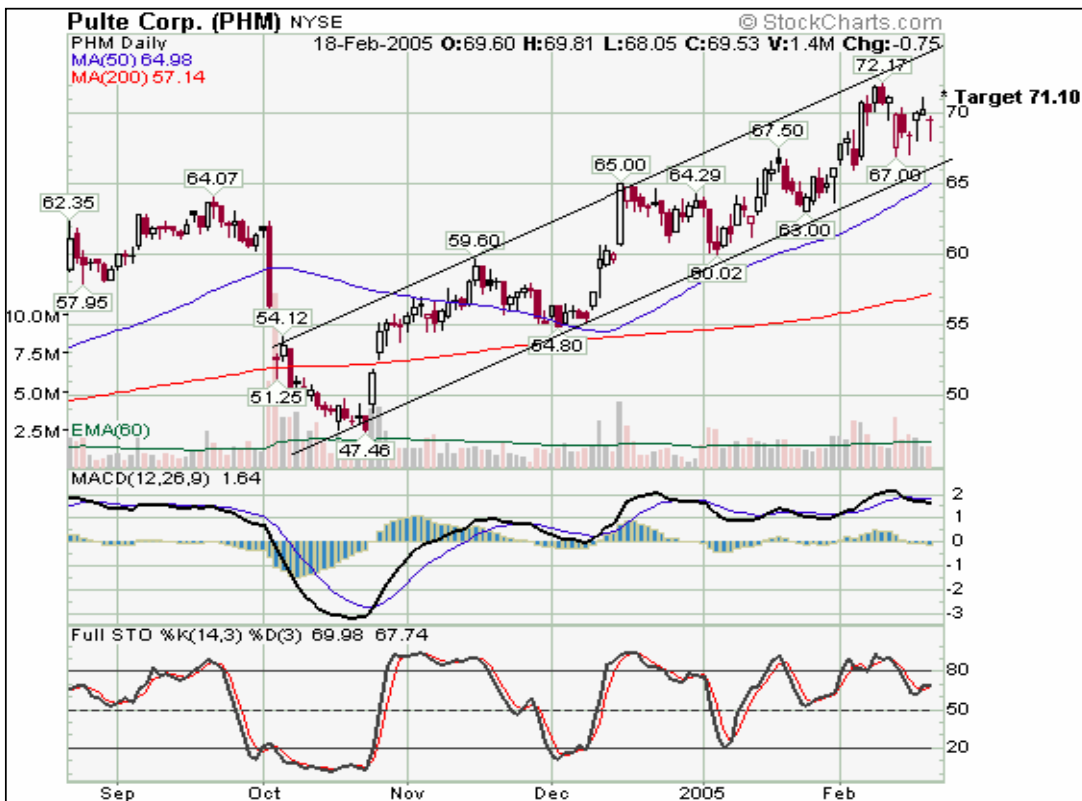 Pulte Corp. (PHM) NYSE © StockCharts.com
PHM Daily 18-Feb-2005 O:69.60 H:69.81 L:68.05 C:69.53 V:1.4M Chg:-0.75
MA(50) 64.98
MA(200) 57.14
72.17
* Target 71.10
70
67.50
67.00
65.00
64.29
65
64.07
62.35
63.00
60.02
60
59.60
57.95
10.0M
54.12
55
54.80
7.5M
51.25
5.0M
50
2.5M
EMA(60)
47.46
MACD(12,26,9) 1.64
2
1
0
-1
-2
-3
Full STO %K(14,3) %D(3) 69.98 67.74
80
50
20
Sep Oct Nov Dec 2005 Feb